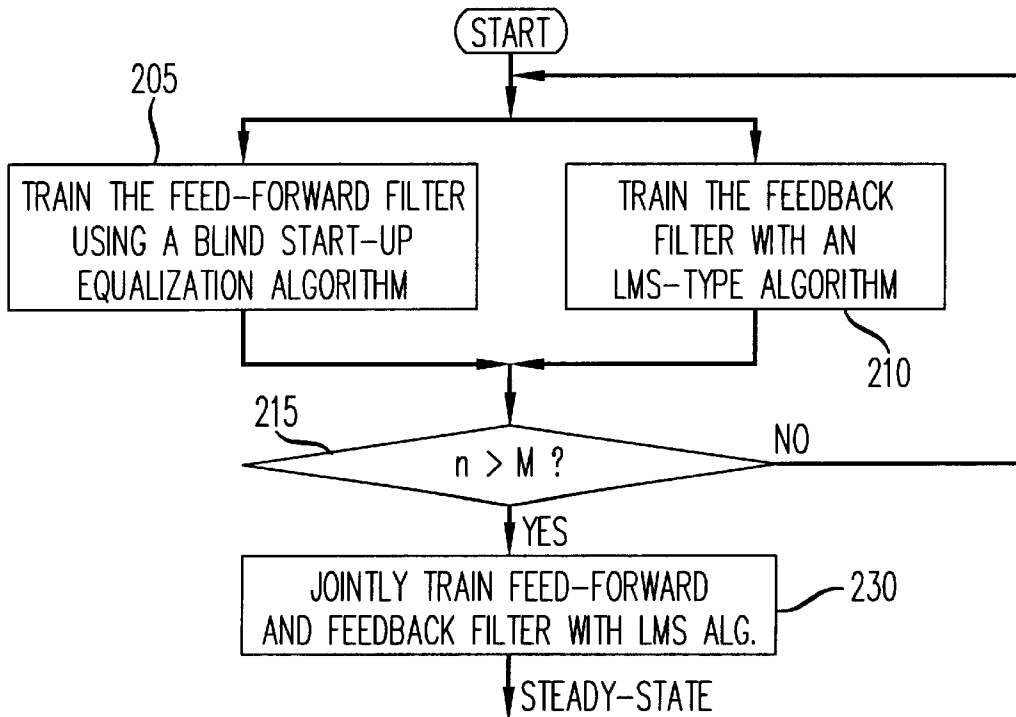 START
205
TRAIN THE FEED-FORWARD FILTER
USING A BLIND START-UP
EQUALIZATION ALGORITHM
TRAIN THE FEEDBACK
FILTER WITH AN
LMS-TYPE ALGORITHM
210
215
n > M ?
NO
YES
JOINTLY TRAIN FEED-FORWARD
AND FEEDBACK FILTER WITH LMS ALG.
230
STEADY-STATE